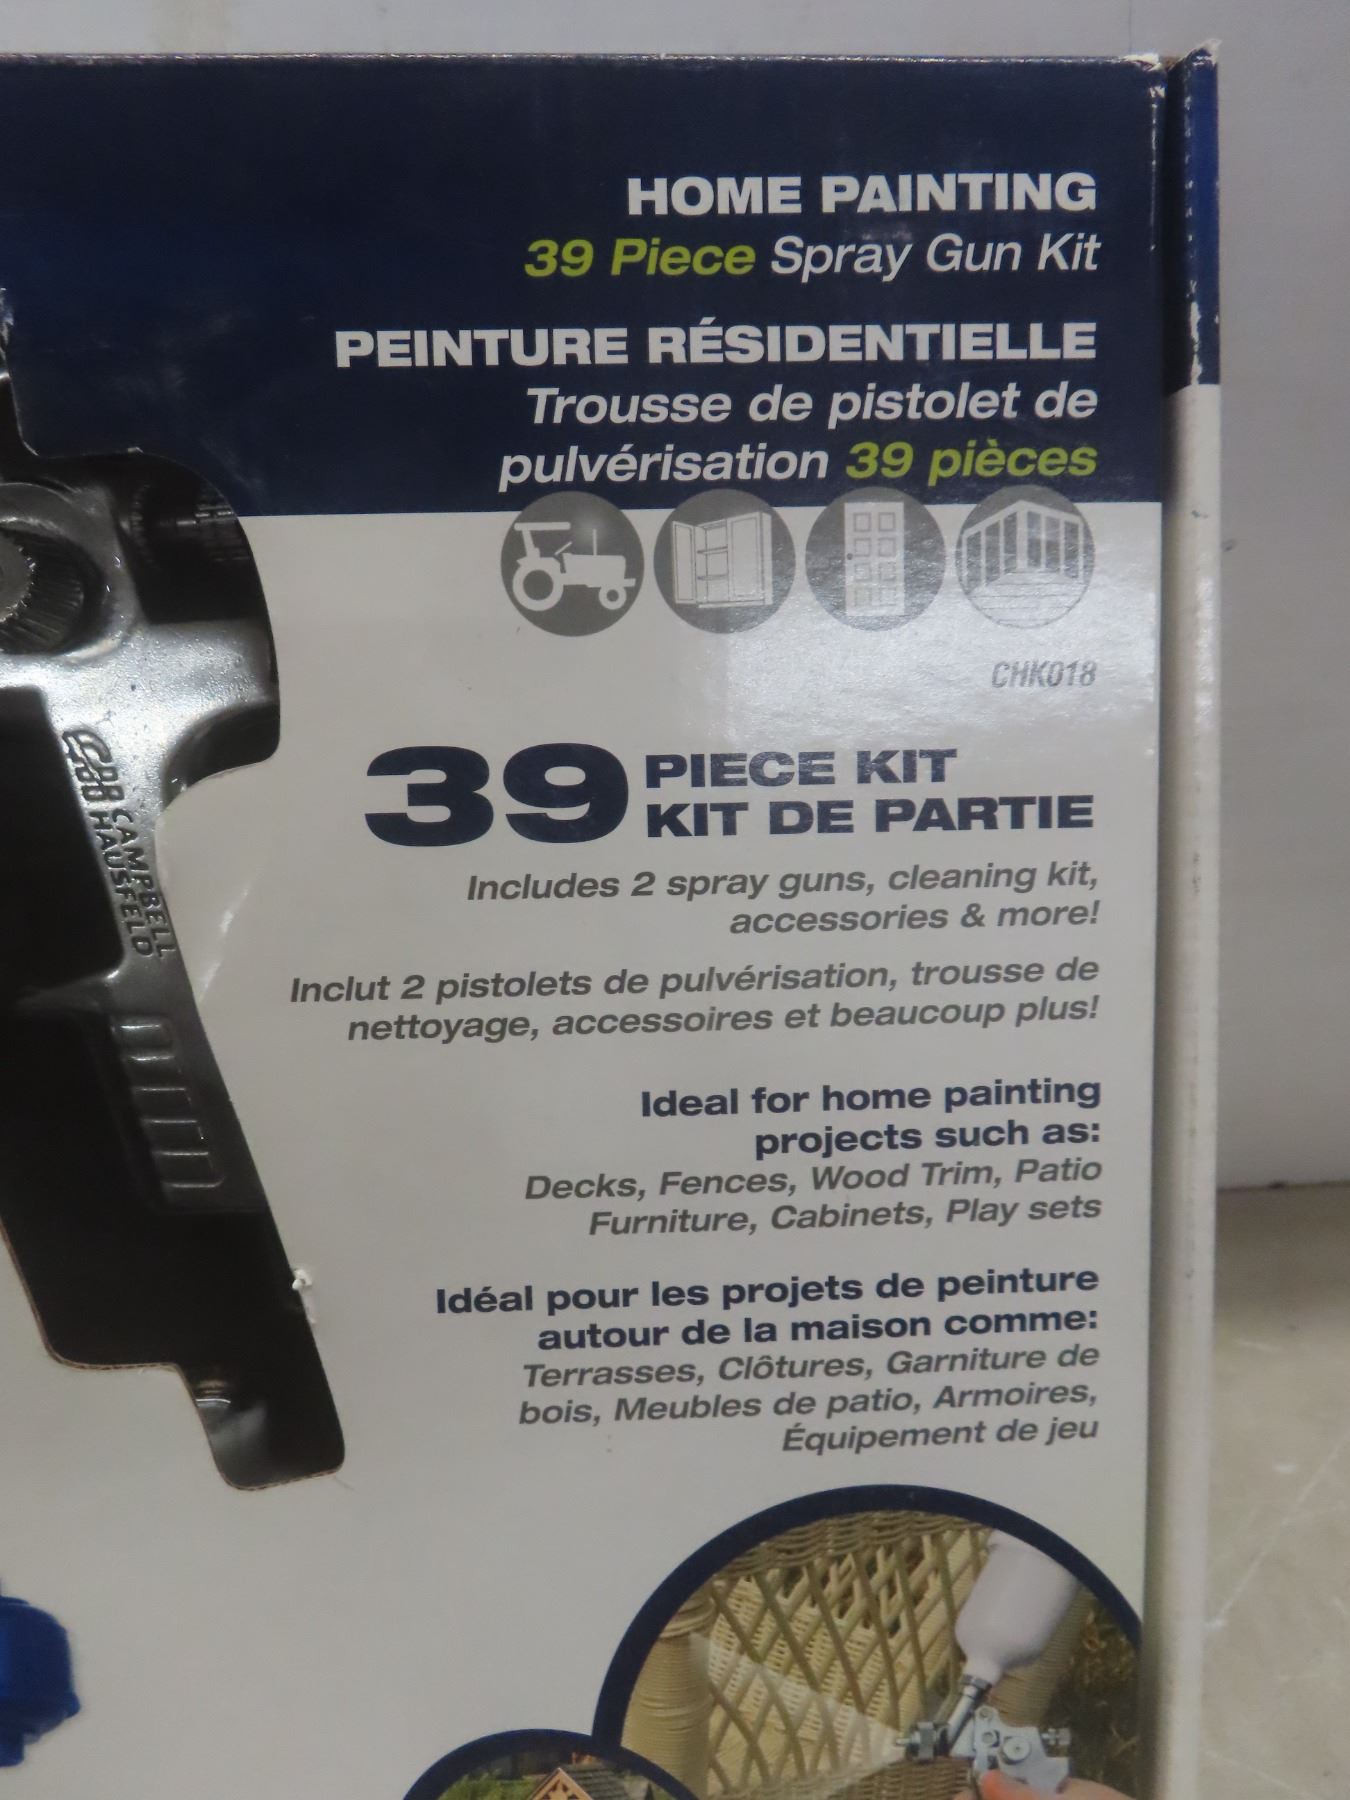 HOME PAINTING
39 Piece Spray Gun Kit
PEINTURE RÉSIDENTIELLE
Trousse de pistolet de
pulvérisation 39 pièces
CHK018
39 PIECE KIT
KIT DE PARTIE
Includes 2 spray guns, cleaning kit,
accessories & more!
Inclut 2 pistolets de pulvérisation, trousse de
nettoyage, accessoires et beaucoup plus!
Ideal for home painting
projects such as:
Decks, Fences, Wood Trim, Patio
Furniture, Cabinets, Play sets
Idéal pour les projets de peinture
autour de la maison comme:
Terrasses, Clôtures, Garniture de
bois, Meubles de patio, Armoires,
Équipement de jeu
CAMPBELL
HAUSFELD